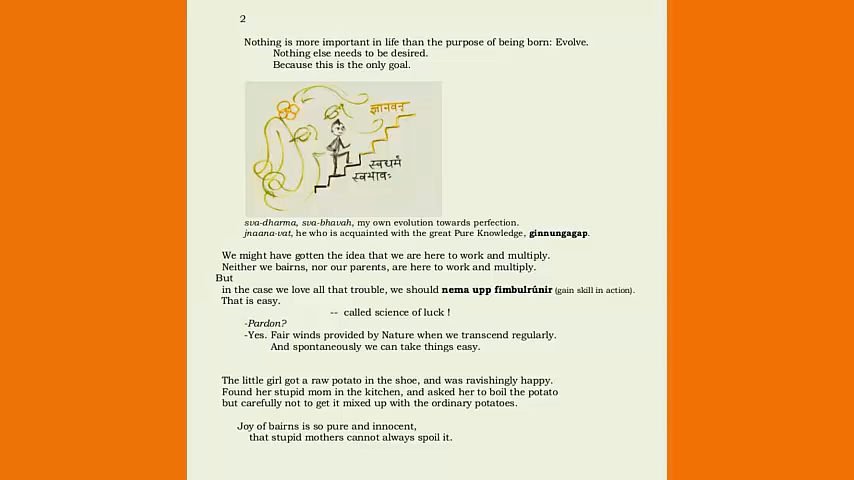 2
Nothing is more important in life than the purpose of being born: Evolve.
Nothing else needs to be desired.
Because this is the only goal.
ज्ञानवन्
स्वधर्म
स्वभावः
sva-dharma, sva-bhavah, my own evolution towards perfection.
jnaana-vat, he who is acquainted with the great Pure Knowledge, ginnungagap.
We might have gotten the idea that we are here to work and multiply.
Neither we bairns, nor our parents, are here to work and multiply.
But
in the case we love all that trouble, we should nema upp fimbulrúnir (gain skill in action).
That is easy.
-- called science of luck !
-Pardon?
-Yes. Fair winds provided by Nature when we transcend regularly.
And spontaneously we can take things easy.
The little girl got a raw potato in the shoe, and was ravishingly happy.
Found her stupid mom in the kitchen, and asked her to boil the potato
but carefully not to get it mixed up with the ordinary potatoes.
Joy of bairns is so pure and innocent,
that stupid mothers cannot always spoil it.